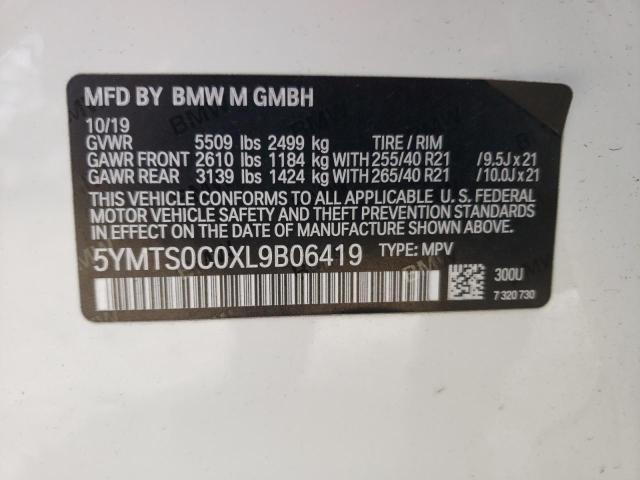 MFD BY BMW M GMBH
10/19
GVWR 5509 lbs 2499 kg TIRE / RIM
GAWR FRONT 2610 lbs 1184 kg WITH 255/40 R21 /9.5J x 21
GAWR REAR 3139 lbs 1424 kg WITH 265/40 R21 /10.0J x 21
THIS VEHICLE CONFORMS TO ALL APPLICABLE U. S. FEDERAL
MOTOR VEHICLE SAFETY AND THEFT PREVENTION STANDARDS
IN EFFECT ON THE DATE OF MANUFACTURE SHOWN ABOVE.
5YMTS0C0XL9B06419 TYPE: MPV
300U
7 320 730